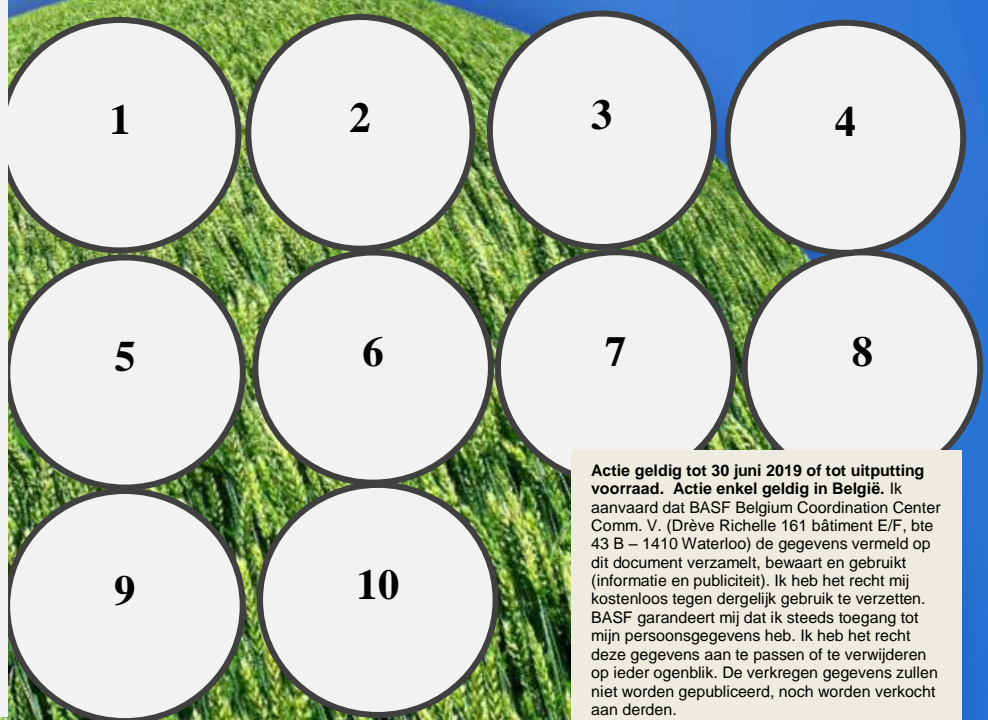 1 2 3 4
5 6 7 8
9 10
Actie geldig tot 30 juni 2019 of tot uitputting
voorraad.  Actie enkel geldig in België. Ik
aanvaard dat BASF Belgium Coordination Center
Comm. V. (Drève Richelle 161 bâtiment E/F, bte
43 B – 1410 Waterloo) de gegevens vermeld op
dit document verzamelt, bewaart en gebruikt
(informatie en publiciteit). Ik heb het recht mij
kostenloos tegen dergelijk gebruik te verzetten.
BASF garandeert mij dat ik steeds toegang tot
mijn persoonsgegevens heb. Ik heb het recht
deze gegevens aan te passen of te verwijderen
op ieder ogenblik. De verkregen gegevens zullen
niet worden gepubliceerd, noch worden verkocht
aan derden.